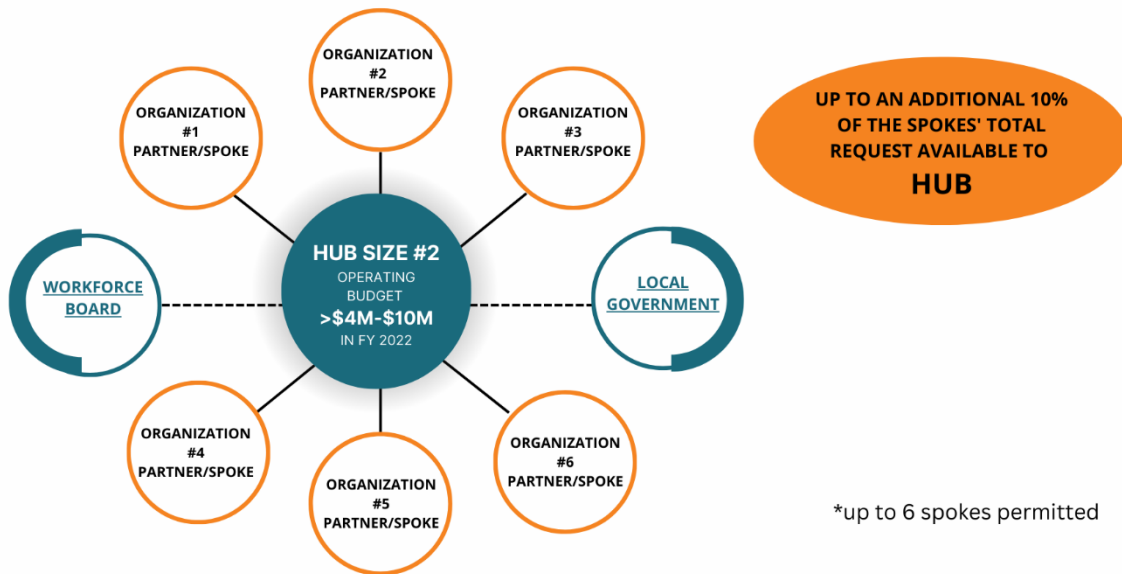 ORGANIZATION
#1
PARTNER/SPOKE
ORGANIZATION
#2
PARTNER/SPOKE
ORGANIZATION
#3
PARTNER/SPOKE
UP TO AN ADDITIONAL 10%
OF THE SPOKES' TOTAL
REQUEST AVAILABLE TO
HUB
WORKFORCE
BOARD
HUB SIZE #2
OPERATING
BUDGET
>$4M-$10M
IN FY 2022
LOCAL
GOVERNMENT
ORGANIZATION
#4
PARTNER/SPOKE
ORGANIZATION
#5
PARTNER/SPOKE
ORGANIZATION
#6
PARTNER/SPOKE
*up to 6 spokes permitted